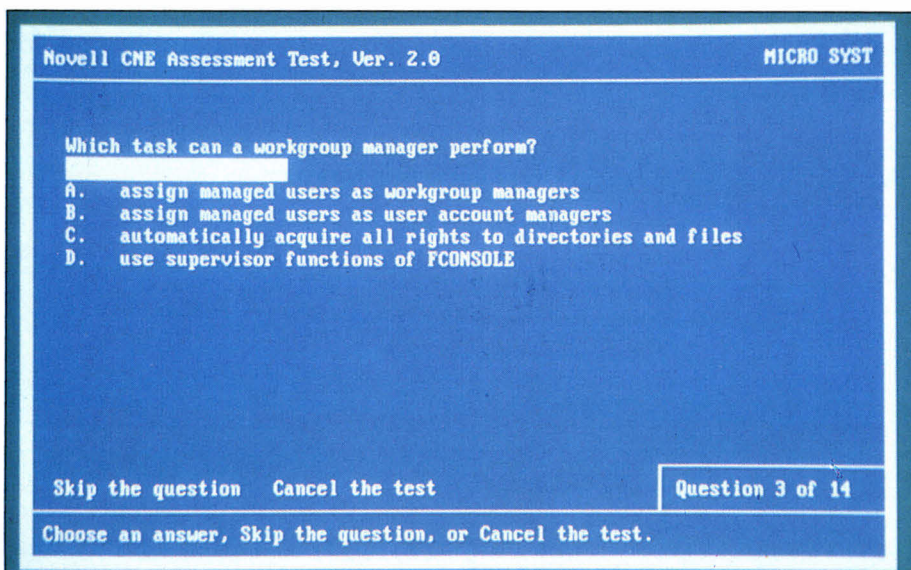 Novell CNE Assessment Test, Ver. 2.0 MICRO SYST
Which task can a workgroup manager perform?
A. assign managed users as workgroup managers
B. assign managed users as user account managers
C. automatically acquire all rights to directories and files
D. use supervisor functions of FCONSOLE
Skip the question Cancel the test
Question 3 of 14
Choose an answer, Skip the question, or Cancel the test.